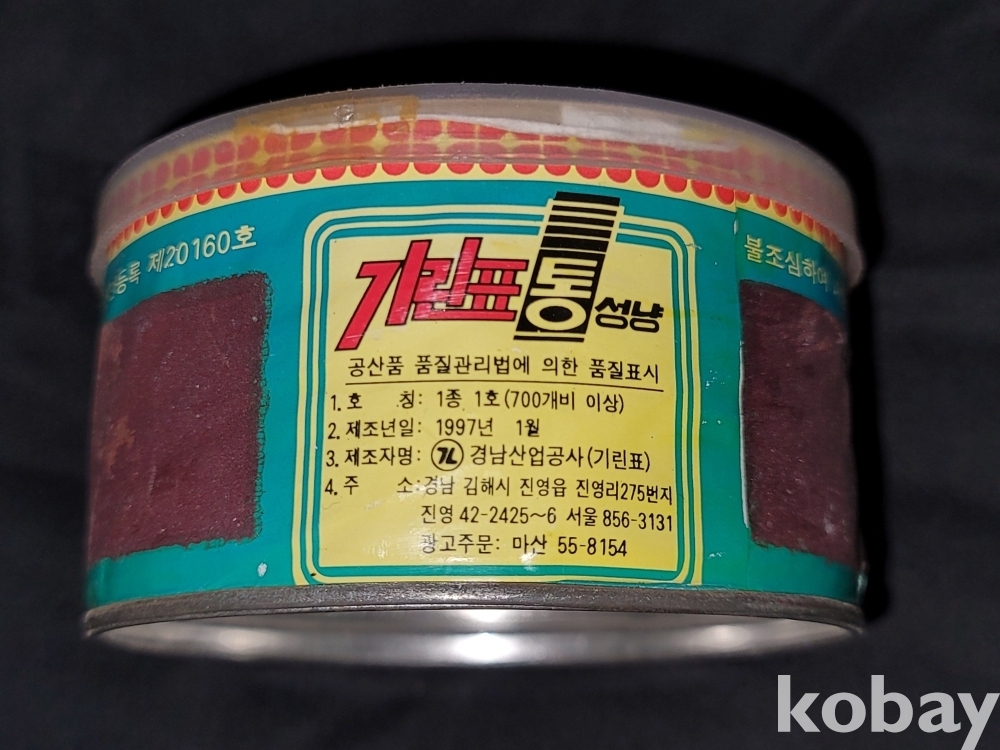 등록 제20160호
기린표 통 성냥
불조심하여
공산품 품질관리법에 의한 품질표시
1. 호 칭: 1종 1호(700개비 이상)
2. 제조년일: 1997년 1월
3. 제조자명: 경남산업공사(기린표)
4. 주 소: 경남 김해시 진영읍 진영리275번지
진영 42-2425~6 서울 856-3131
광고주문: 마산 55-8154
kobay